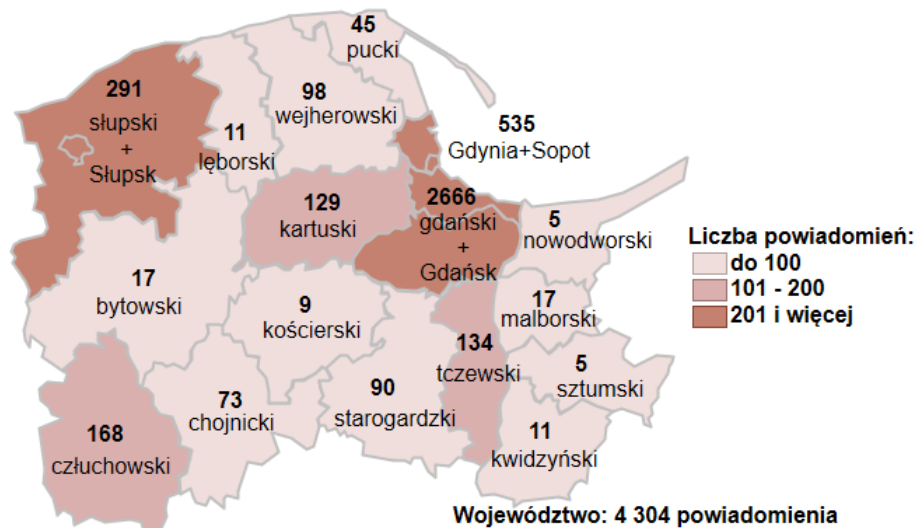 45
pucki
291
słupski
+
Słupsk
98
wejherowski
11
lęborski
535
Gdynia+Sopot
129
kartuski
2666
gdański
+
Gdańsk
5
nowodworski
Liczba powiadomień:
do 100
101 - 200
201 i więcej
17
bytowski
9
kościerski
17
malborski
134
tczewski
5
sztumski
73
chojnicki
90
starogardzki
168
człuchowski
11
kwidzyński
Województwo: 4 304 powiadomienia